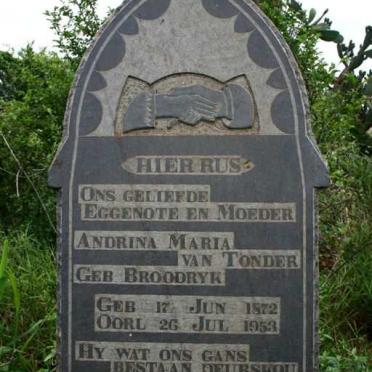 HIER RUS
ONS GELIEFDE
EGGENOTE EN MOEDER
ANDRINA MARIA
VAN TONDER
GEB BROODRYK
GEB 17 JUN 1872
OORL 26 JUL 1953
HY WAT ONS GANS
BESTAAN DEURSKOU